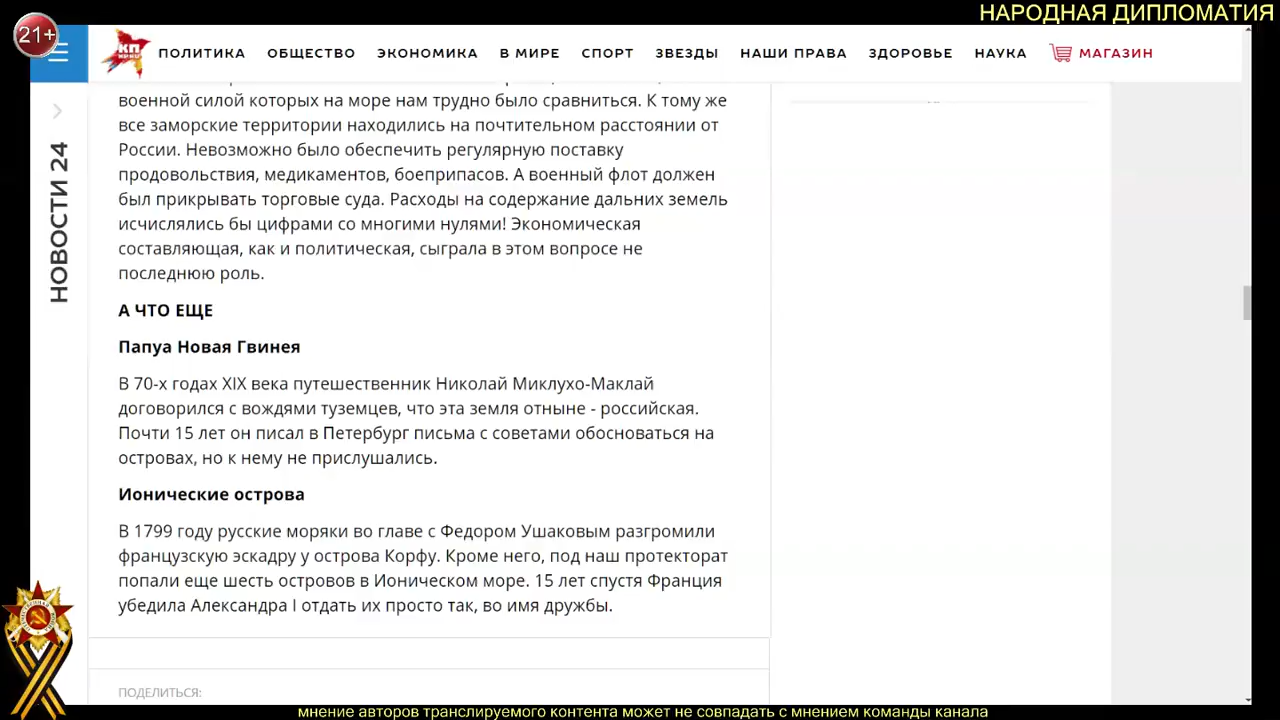 НАРОДНАЯ ДИПЛОМАТИЯ
21+
КП
ПОЛИТИКА ОБЩЕСТВО ЭКОНОМИКА В МИРЕ СПОРТ ЗВЕЗДЫ НАШИ ПРАВА ЗДОРОВЬЕ НАУКА МАГАЗИН
НОВОСТИ 24
военной силой которых на море нам трудно было сравниться. К тому же
все заморские территории находились на почтительном расстоянии от
России. Невозможно было обеспечить регулярную поставку
продовольствия, медикаментов, боеприпасов. А военный флот должен
был прикрывать торговые суда. Расходы на содержание дальних земель
исчислялись бы цифрами со многими нулями! Экономическая
составляющая, как и политическая, сыграла в этом вопросе не
последнюю роль.
А ЧТО ЕЩЕ
Папуа Новая Гвинея
В 70-х годах XIX века путешественник Николай Миклухо-Маклай
договорился с вождями туземцев, что эта земля отныне - российская.
Почти 15 лет он писал в Петербург письма с советами обосноваться на
островах, но к нему не прислушались.
Ионические острова
В 1799 году русские моряки во главе с Федором Ушаковым разгромили
французскую эскадру у острова Корфу. Кроме него, под наш протекторат
попали еще шесть островов в Ионическом море. 15 лет спустя Франция
убедила Александра I отдать их просто так, во имя дружбы.
ПОДЕЛИТЬСЯ:
мнение авторов транслируемого контента может не совпадать с мнением команды канала